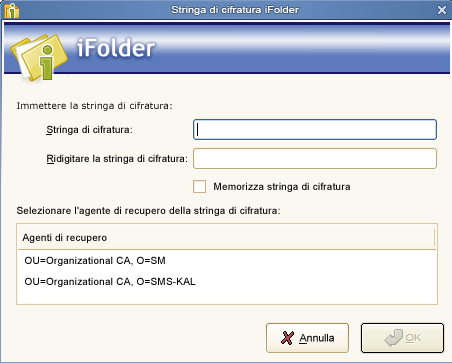 Stringa di cifratura iFolder
iFolder
Immettere la stringa di cifratura:
Stringa di cifratura:
Ridigitare la stringa di cifratura:
Memorizza stringa di cifratura
Selezionare l'agente di recupero della stringa di cifratura:
Agenti di recupero
OU=Organizational CA, O=SM
OU=Organizational CA, O=SMS-KAL
Annulla
OK